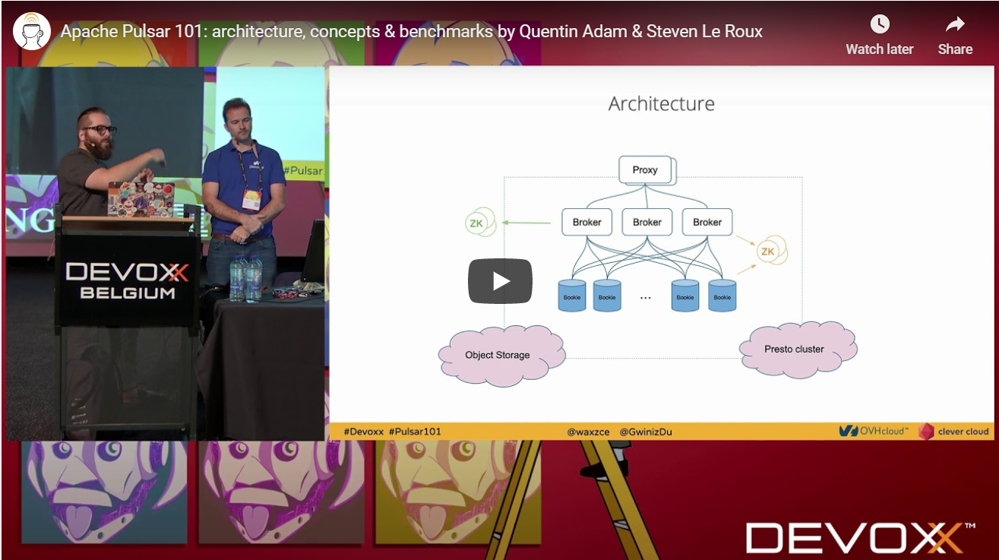 Apache Pulsar 101: architecture, concepts & benchmarks by Quentin Adam & Steven Le Roux
Watch later
Share
#Pulsar
NG
DEVOXX
BELGIUM
Architecture
Proxy
Broker
Broker
Broker
ZK
ZK
Bookie
Bookie
...
Bookie
Bookie
Object Storage
Presto cluster
#Devoxx #Pulsar101
@waxzce @GwinizDu
OVHcloud™
clever cloud
DEVOXX™